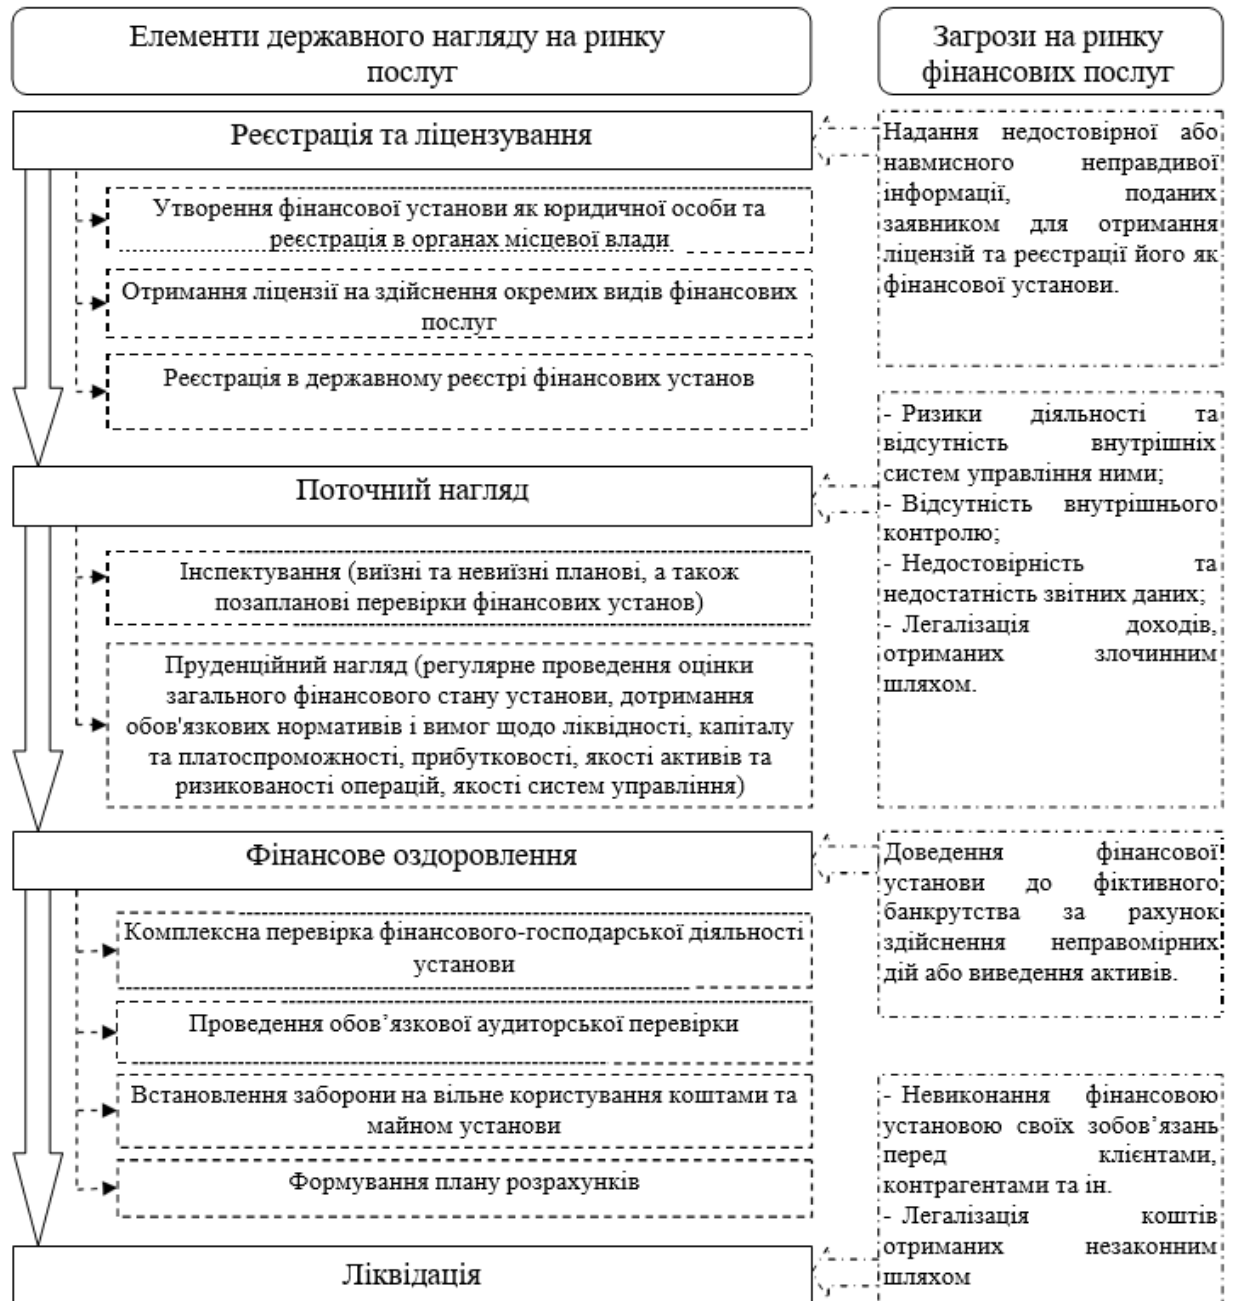 Елементи державного нагляду на ринку
послуг
Загрози на ринку
фінансових послуг
Реєстрація та ліцензування
Надання недостовірної або
навмисного неправдивої
інформації, поданих
заявником для отримання
ліцензій та реєстрації його як
фінансової установи.
Утворення фінансової установи як юридичної особи та
реєстрація в органах місцевої влади
Отримання ліцензії на здійснення окремих видів фінансових
послуг
Реєстрація в державному реєстрі фінансових установ
Поточний нагляд
- Ризики діяльності та
відсутність внутрішніх
систем управління ними;
- Відсутність внутрішнього
контролю;
- Недостовірність та
недостатність звітних даних;
- Легалізація доходів,
отриманих злочинним
шляхом.
Інспектування (виїзні та невиїзні планові, а також
позапланові перевірки фінансових установ)
Пруденційний нагляд (регулярне проведення оцінки
загального фінансового стану установи, дотримання
обов'язкових нормативів і вимог щодо ліквідності, капіталу
та платоспроможності, прибутковості, якості активів та
ризикованості операцій, якості систем управління)
Фінансове оздоровлення
Доведення фінансової
установи до фіктивного
банкрутства за рахунок
здійснення неправомірних
дій або виведення активів.
Комплексна перевірка фінансового-господарської діяльності
установи
Проведення обов’язкової аудиторської перевірки
Встановлення заборони на вільне користування коштами та
майном установи
Формування плану розрахунків
Ліквідація
- Невиконання фінансовою
установою своїх зобов’язань
перед клієнтами,
контрагентами та ін.
- Легалізація коштів
отриманих незаконним
шляхом